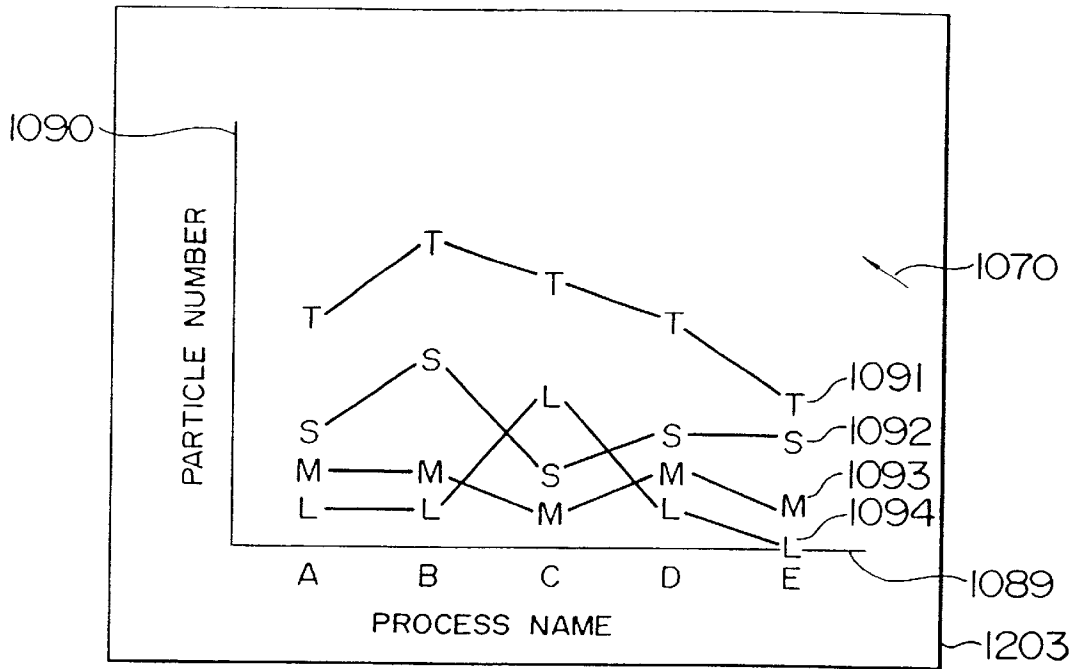 1090
PARTICLE NUMBER
T T T T T
S S S S S
L
M M M M M
L L L L
A B C D E
PROCESS NAME
1070
1091
1092
1093
1094
1089
1203